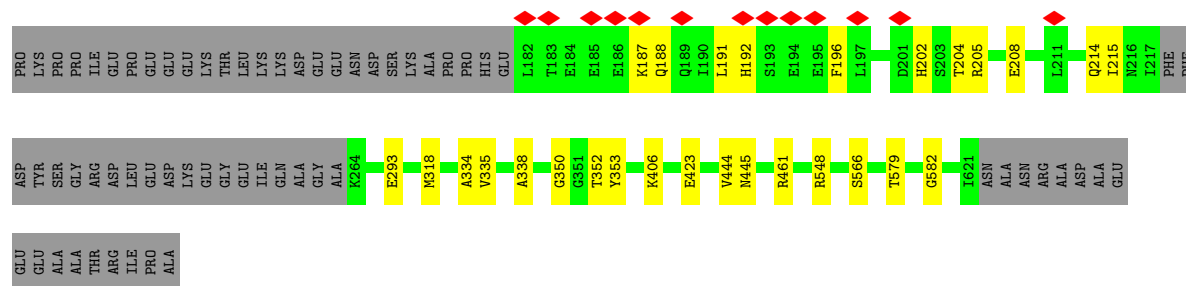 PRO LYS PRO PRO ILE GLU PRO GLU GLU GLU LYS THR LEU LYS LYS ASP GLU GLU ASN ASP SER LYS ALA PRO PRO HIS GLU L182 T183 E184 E185 E186 K187 Q188 Q189 I190 L191 H192 S193 E194 E195 F196 L197 D201 H202 S203 T204 R205 E208 L211 Q214 I215 N216 I217 PHE
ASP TYR SER GLY ARG ASP LEU GLU ASP LYS GLU GLY GLU ILE GLN ALA GLY ALA K264 E293 M318 A334 V335 A338 G350 G351 T352 Y353 K406 E423 V444 N445 R461 R548 S566 T579 G582 I621 ASN ALA ASN ARG ALA ASP ALA GLU
GLU GLU ALA ALA THR ARG ILE PRO ALA